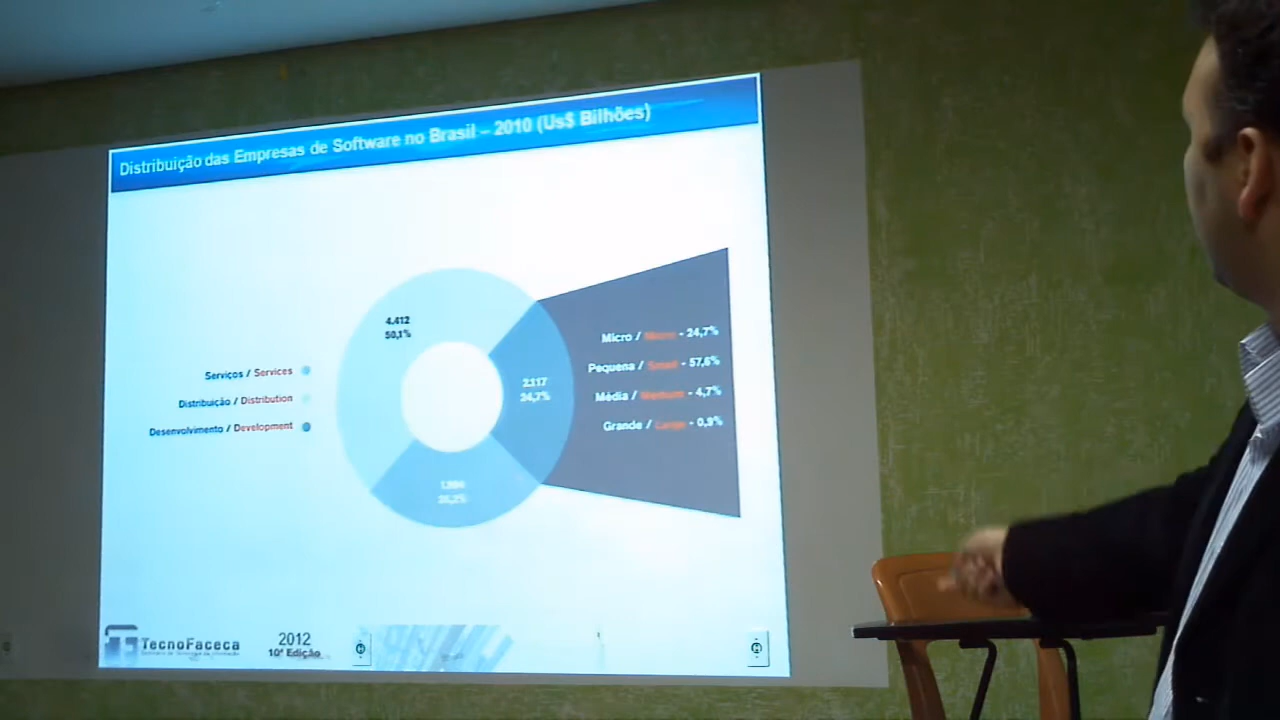 Distribuição das Empresas de Software no Brasil – 2010 (Us$ Bilhões)
4.412
50,1%
Serviços / Services
Distribuição / Distribution
Desenvolvimento / Development
2.117
24,7%
Micro / Micro - 24,7%
Pequena / Small - 57,6%
Média / Medium - 4,7%
Grande / Large - 0,9%
TecnoFaceca
2012
10ª Edição